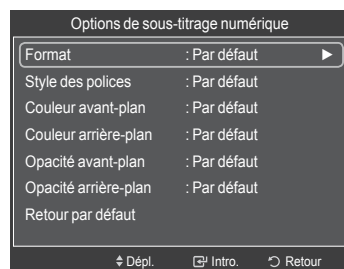 Options de sous-titrage numérique
Format : Par défaut ►
Style des polices : Par défaut
Couleur avant-plan : Par défaut
Couleur arrière-plan : Par défaut
Opacité avant-plan : Par défaut
Opacité arrière-plan : Par défaut
Retour par défaut
Dépl. Intro. Retour